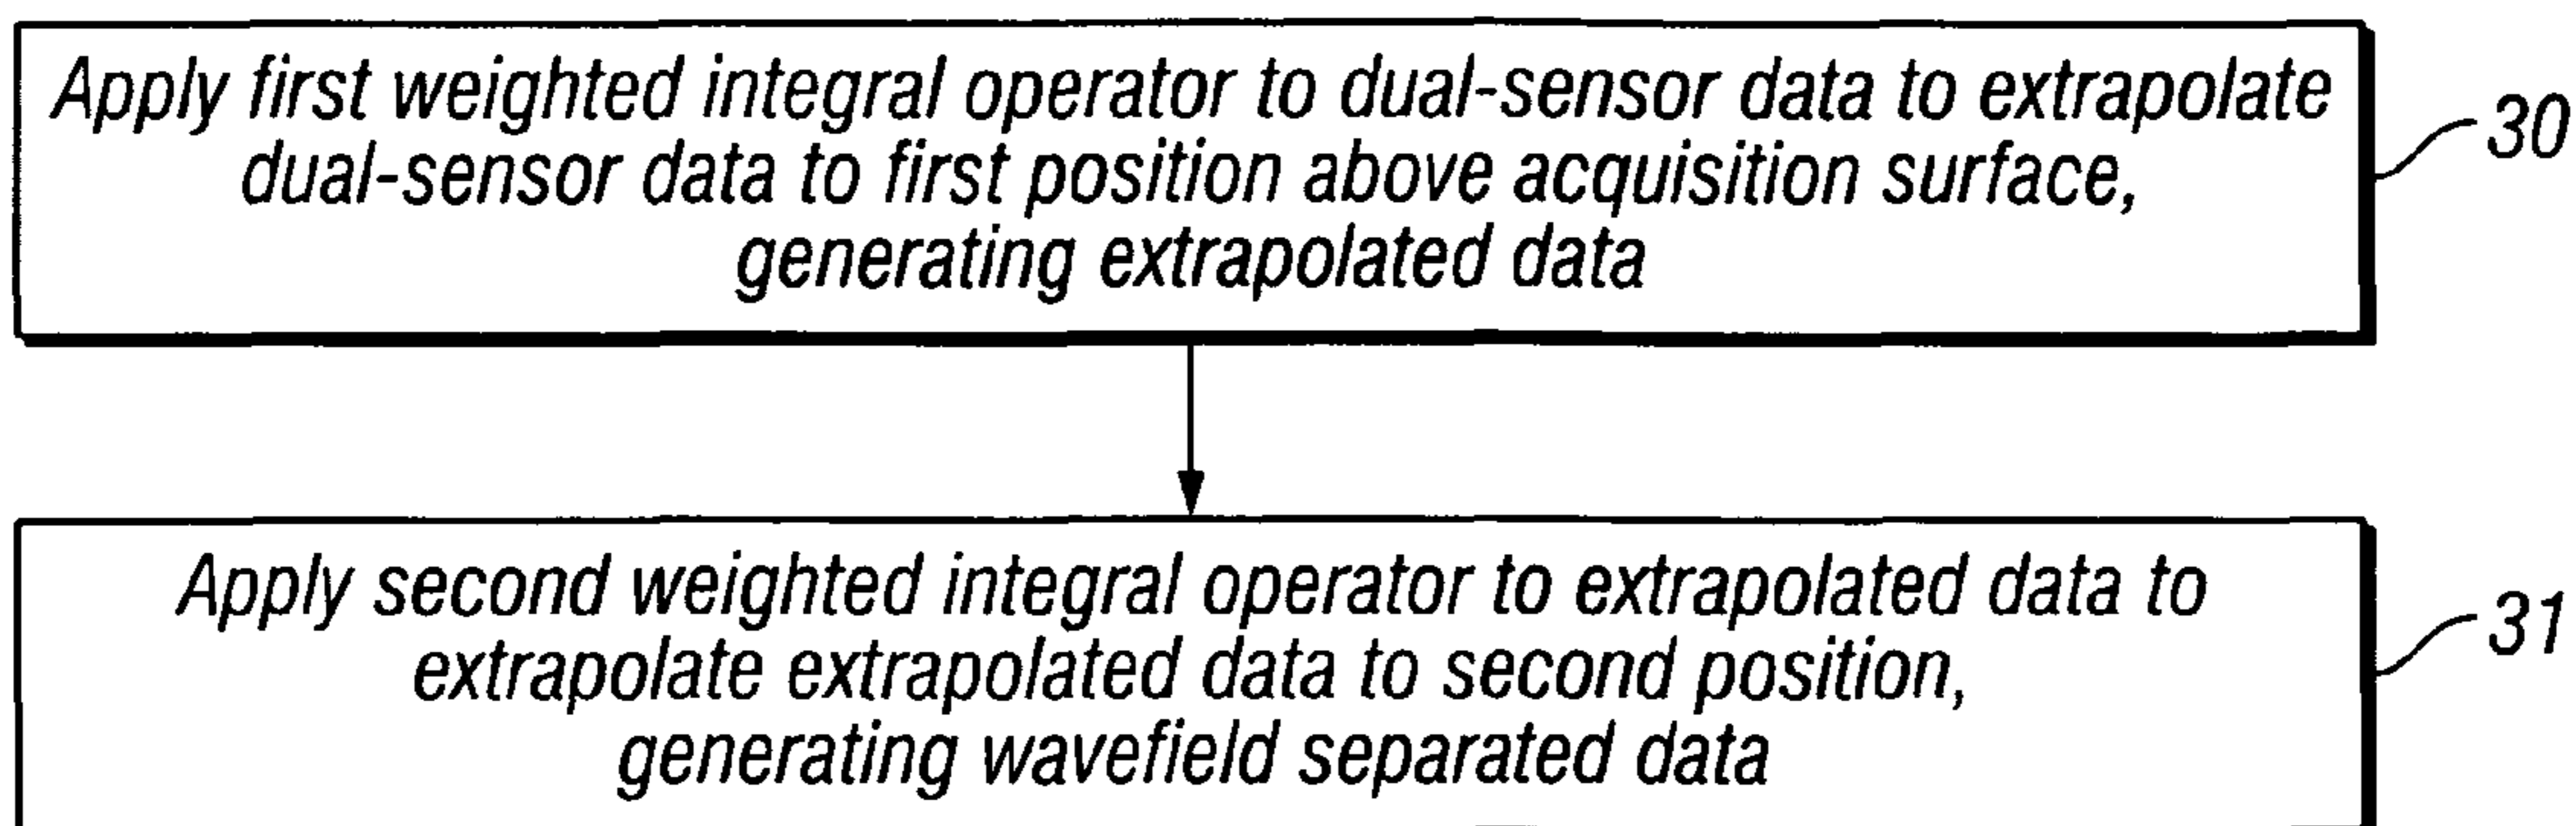 Apply first weighted integral operator to dual-sensor data to extrapolate
dual-sensor data to first position above acquisition surface,
generating extrapolated data
30
Apply second weighted integral operator to extrapolated data to
extrapolate extrapolated data to second position,
generating wavefield separated data
31